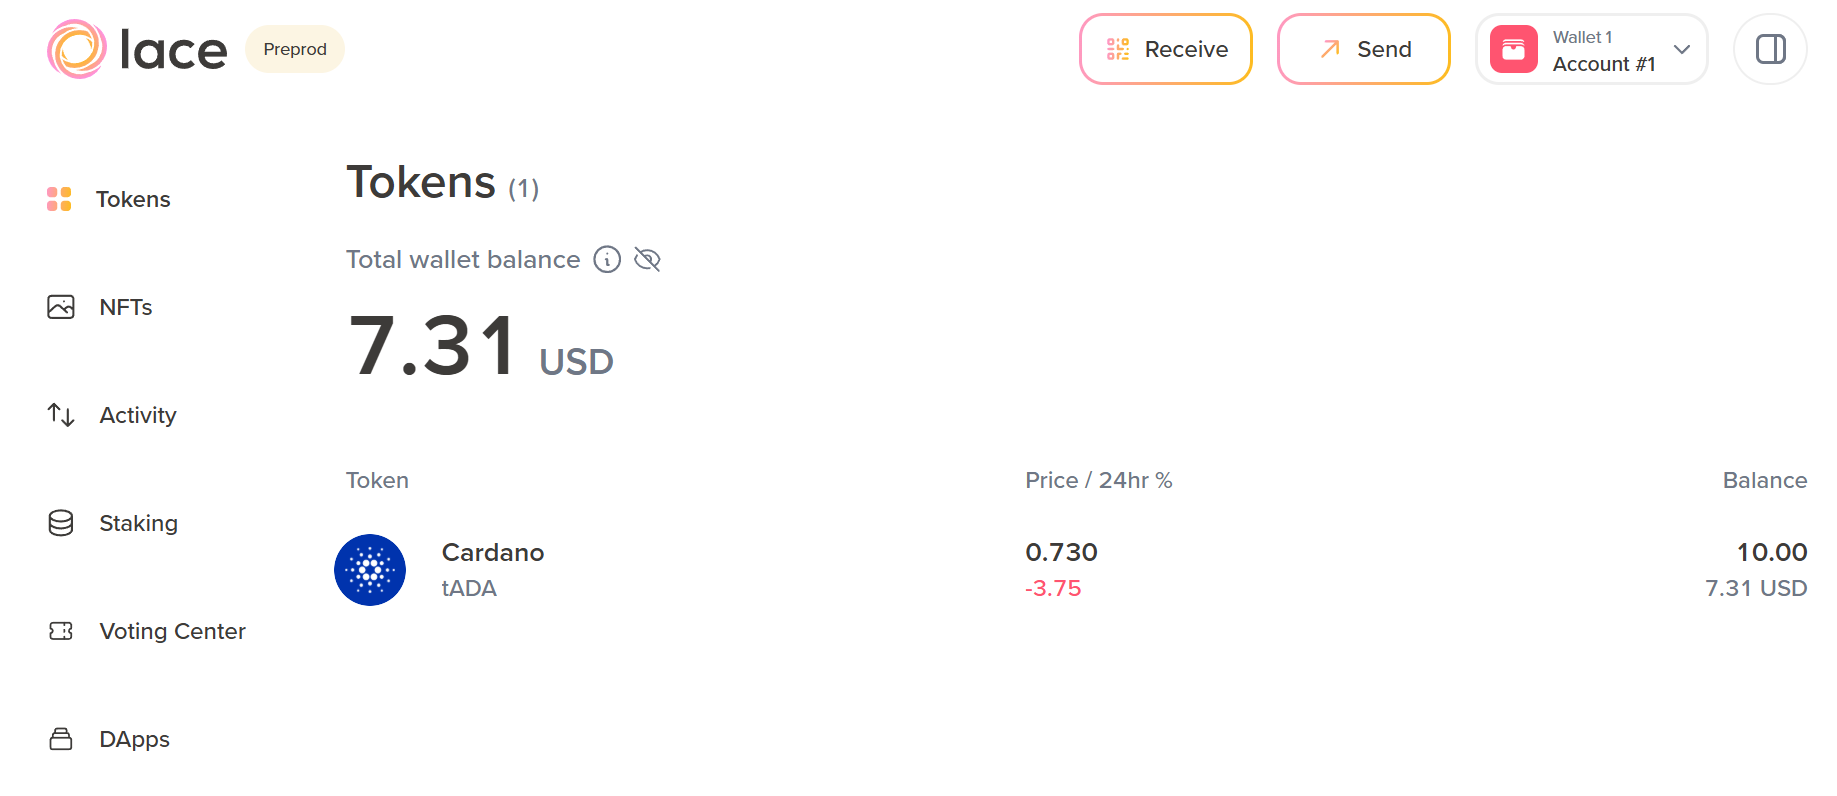 lace Preprod
Receive
Send
Wallet 1
Account #1
Tokens
NFTs
Activity
Staking
Voting Center
DApps
Tokens (1)
Total wallet balance
7.31 USD
Token Price / 24hr % Balance
Cardano 0.730 10.00
tADA -3.75 7.31 USD